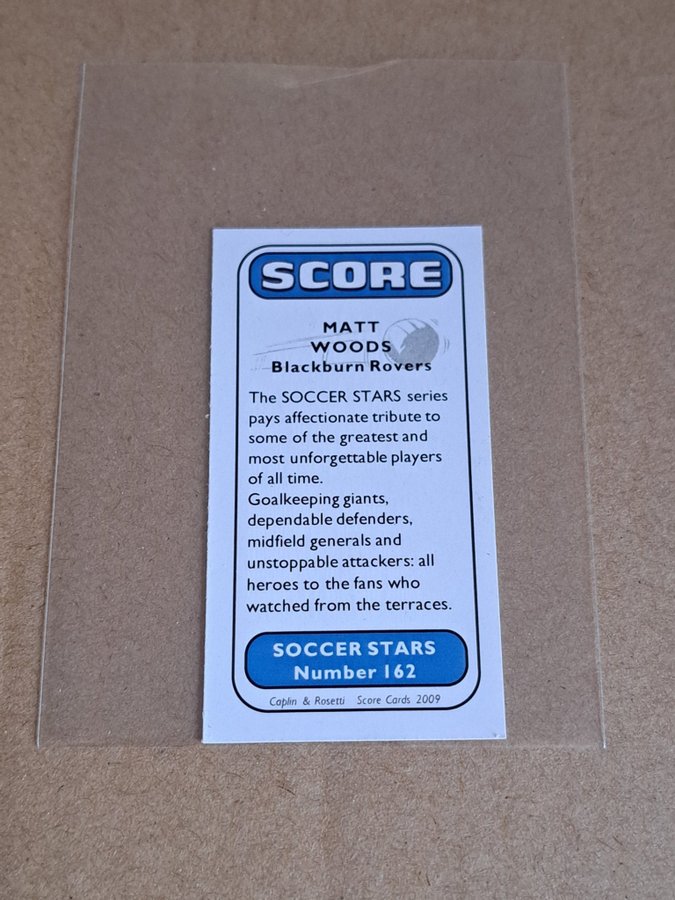 SCORE
MATT
WOODS
Blackburn Rovers
The SOCCER STARS series
pays affectionate tribute to
some of the greatest and
most unforgettable players
of all time.
Goalkeeping giants,
dependable defenders,
midfield generals and
unstoppable attackers: all
heroes to the fans who
watched from the terraces.
SOCCER STARS
Number 162
Caplin & Rosetti Score Cards 2009